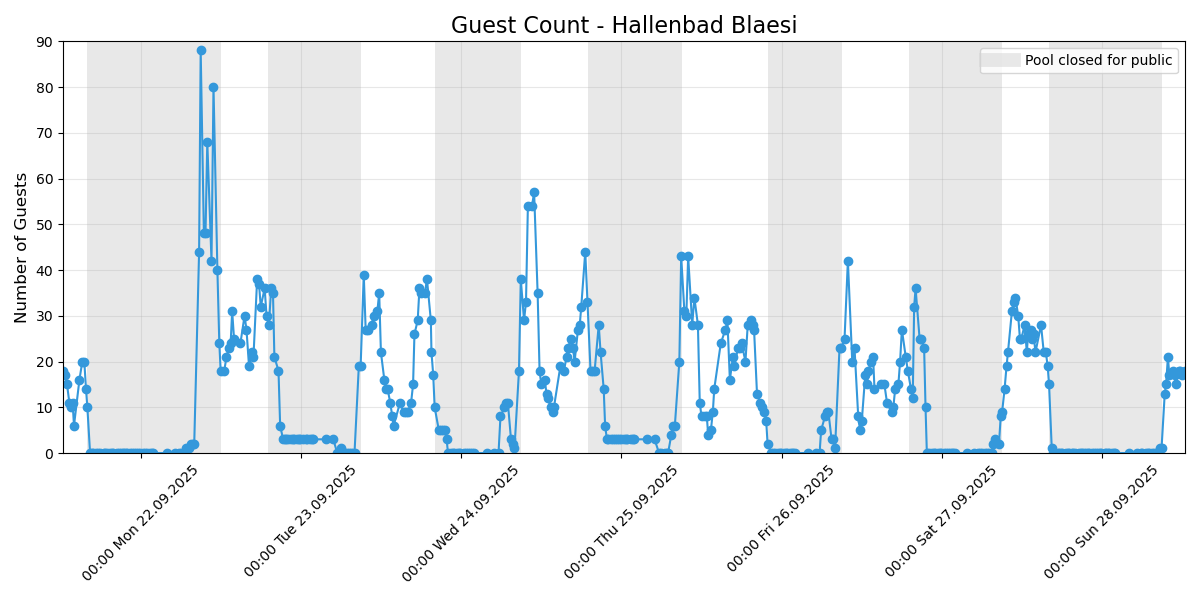 Guest Count - Hallenbad Blaesi
Pool closed for public
Number of Guests
90
80
70
60
50
40
30
20
10
0
00:00 Mon 22.09.2025
00:00 Tue 23.09.2025
00:00 Wed 24.09.2025
00:00 Thu 25.09.2025
00:00 Fri 26.09.2025
00:00 Sat 27.09.2025
00:00 Sun 28.09.2025